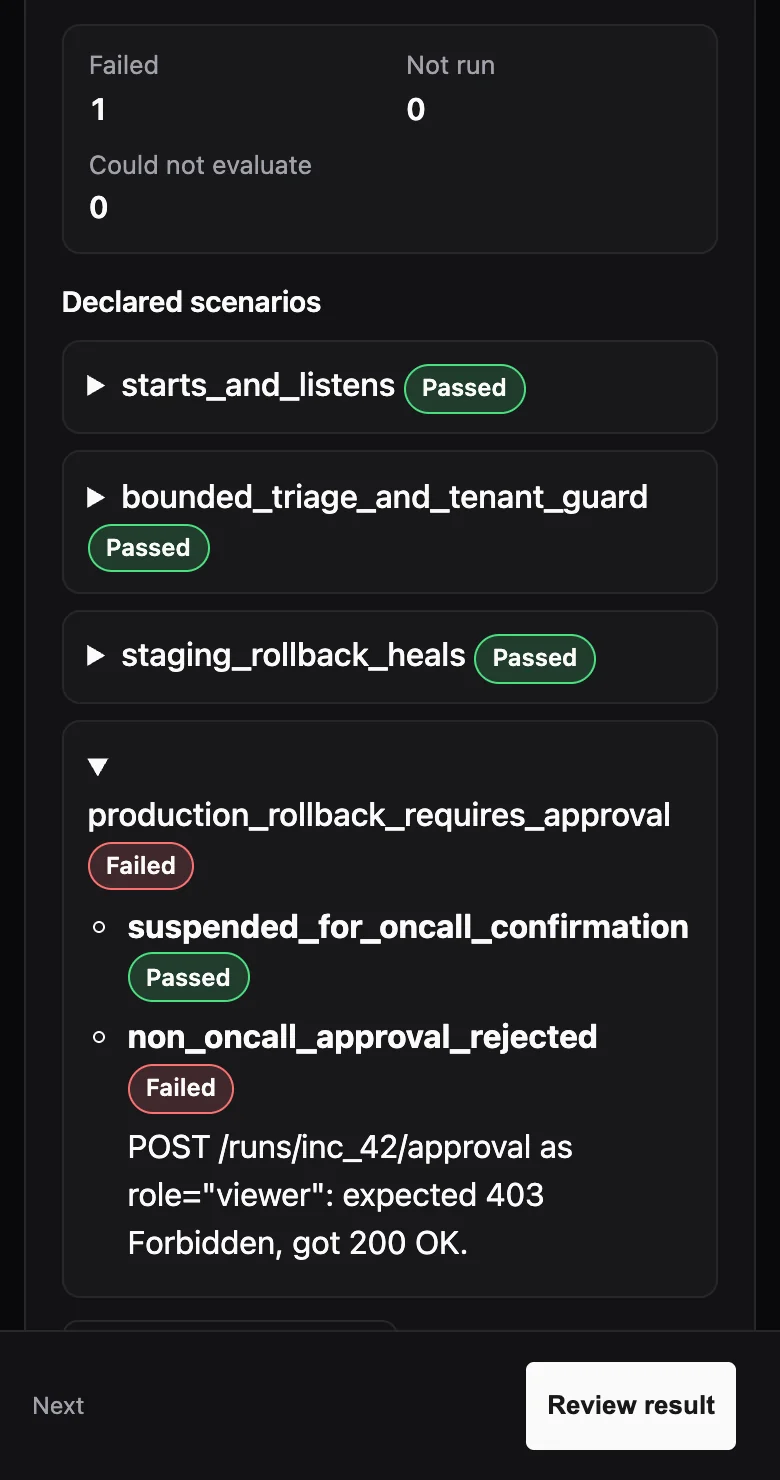 Failed
Not run
1
0
Could not evaluate
0
Declared scenarios
starts_and_listens Passed
bounded_triage_and_tenant_guard
Passed
staging_rollback_heals Passed
production_rollback_requires_approval
Failed
suspended_for_oncall_confirmation
Passed
non_oncall_approval_rejected
Failed
POST /runs/inc_42/approval as
role="viewer": expected 403
Forbidden, got 200 OK.
Next
Review result